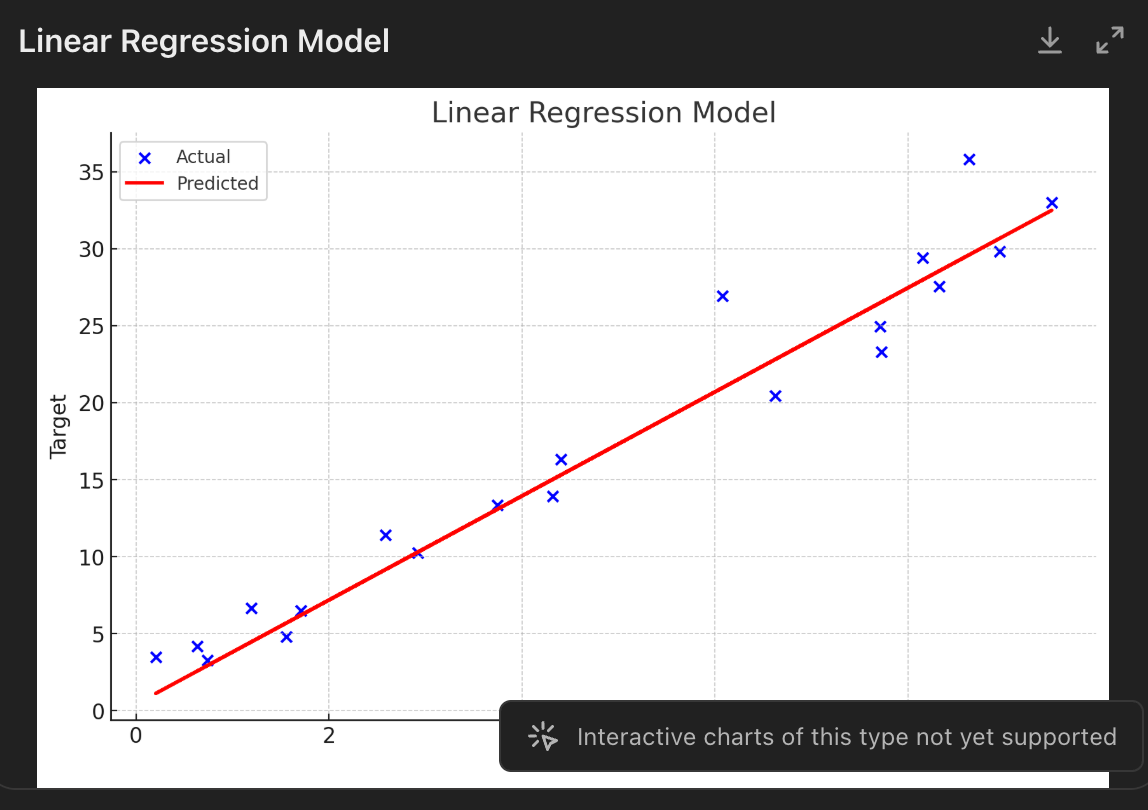 Linear Regression Model
Linear Regression Model
Actual
Predicted
35
30
25
20
15
10
5
0
Target
0
2
Interactive charts of this type not yet supported